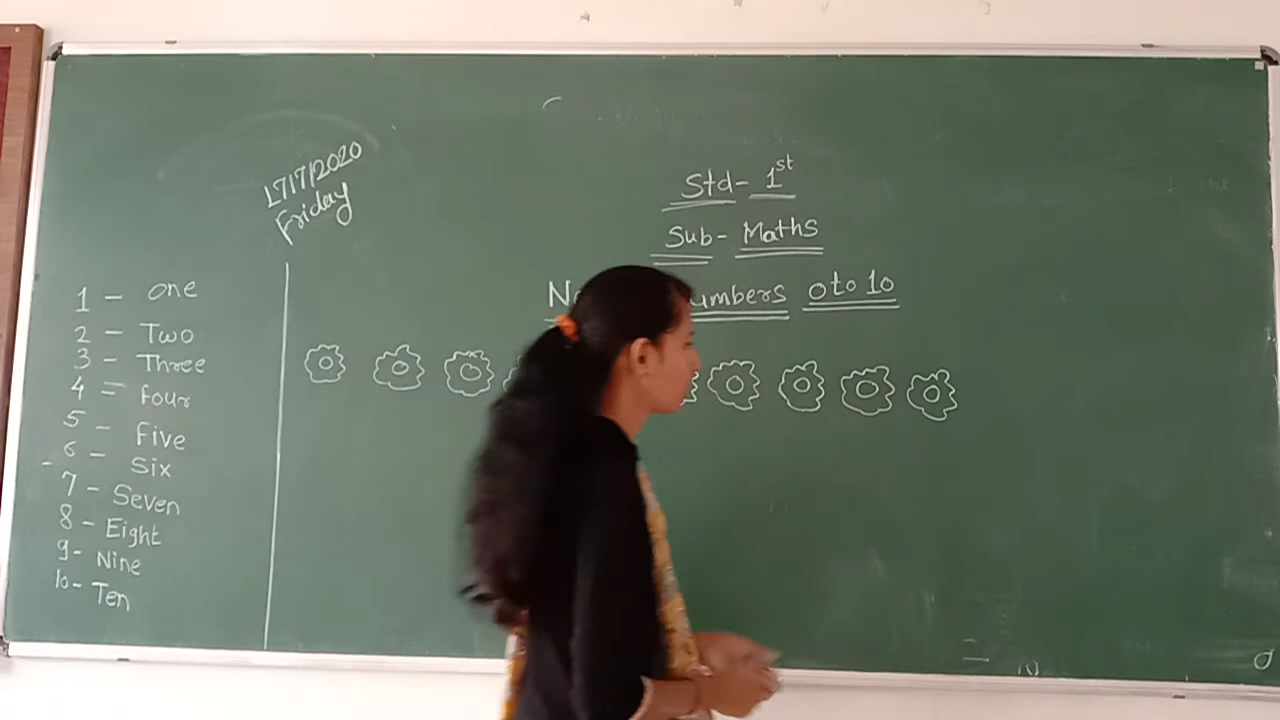 17/7/2020
Friday
Std- 1st
Sub- Maths
umbers 0 to 10
1 - one
2 - Two
3 - Three
4 = Four
5 - Five
6 - Six
7 - Seven
8 - Eight
9 - Nine
10 - Ten